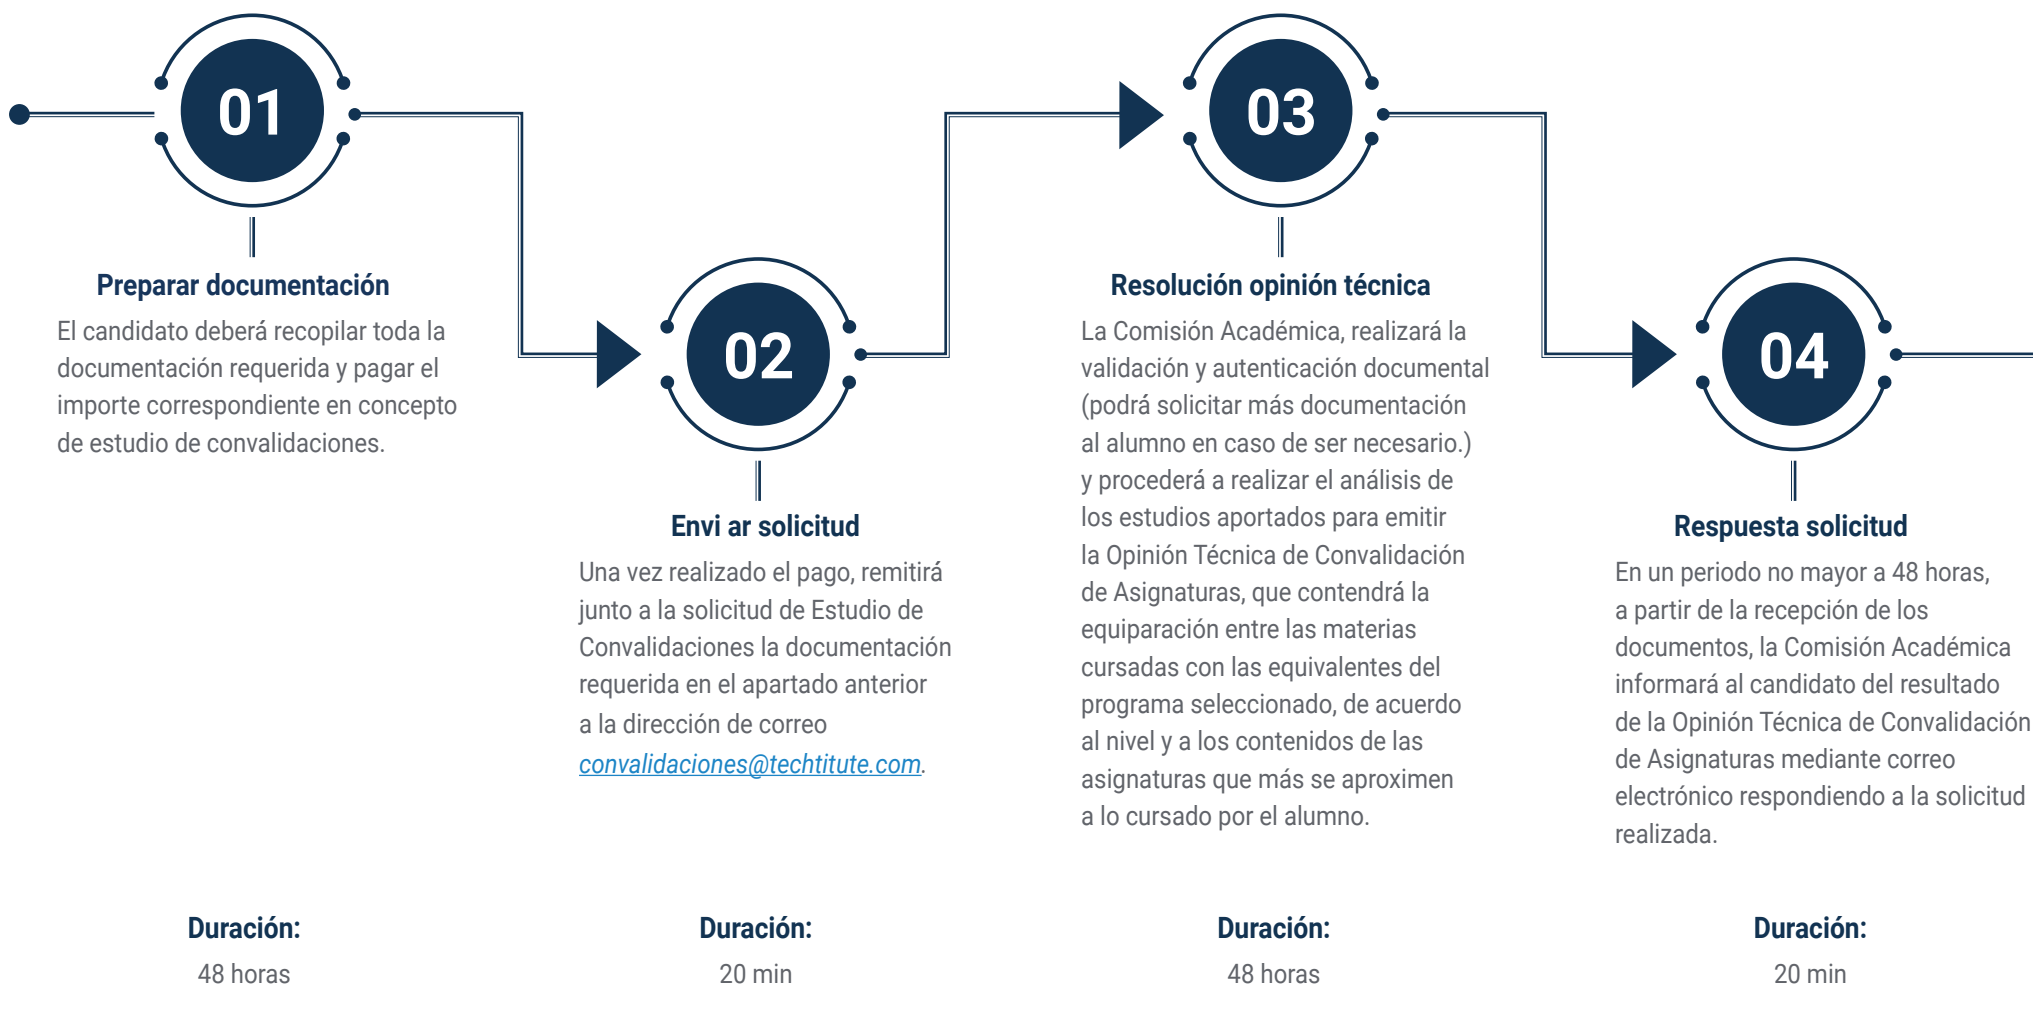 01
Preparar documentación
El candidato deberá recopilar toda la
documentación requerida y pagar el
importe correspondiente en concepto
de estudio de convalidaciones.
Duración:
48 horas
02
Envi ar solicitud
Una vez realizado el pago, remitirá
junto a la solicitud de Estudio de
Convalidaciones la documentación
requerida en el apartado anterior
a la dirección de correo
convalidaciones@techtitute.com.
Duración:
20 min
03
Resolución opinión técnica
La Comisión Académica, realizará la
validación y autenticación documental
(podrá solicitar más documentación
al alumno en caso de ser necesario.)
y procederá a realizar el análisis de
los estudios aportados para emitir
la Opinión Técnica de Convalidación
de Asignaturas, que contendrá la
equiparación entre las materias
cursadas con las equivalentes del
programa seleccionado, de acuerdo
al nivel y a los contenidos de las
asignaturas que más se aproximen
a lo cursado por el alumno.
Duración:
48 horas
04
Respuesta solicitud
En un periodo no mayor a 48 horas,
a partir de la recepción de los
documentos, la Comisión Académica
informará al candidato del resultado
de la Opinión Técnica de Convalidación
de Asignaturas mediante correo
electrónico respondiendo a la solicitud
realizada.
Duración:
20 min